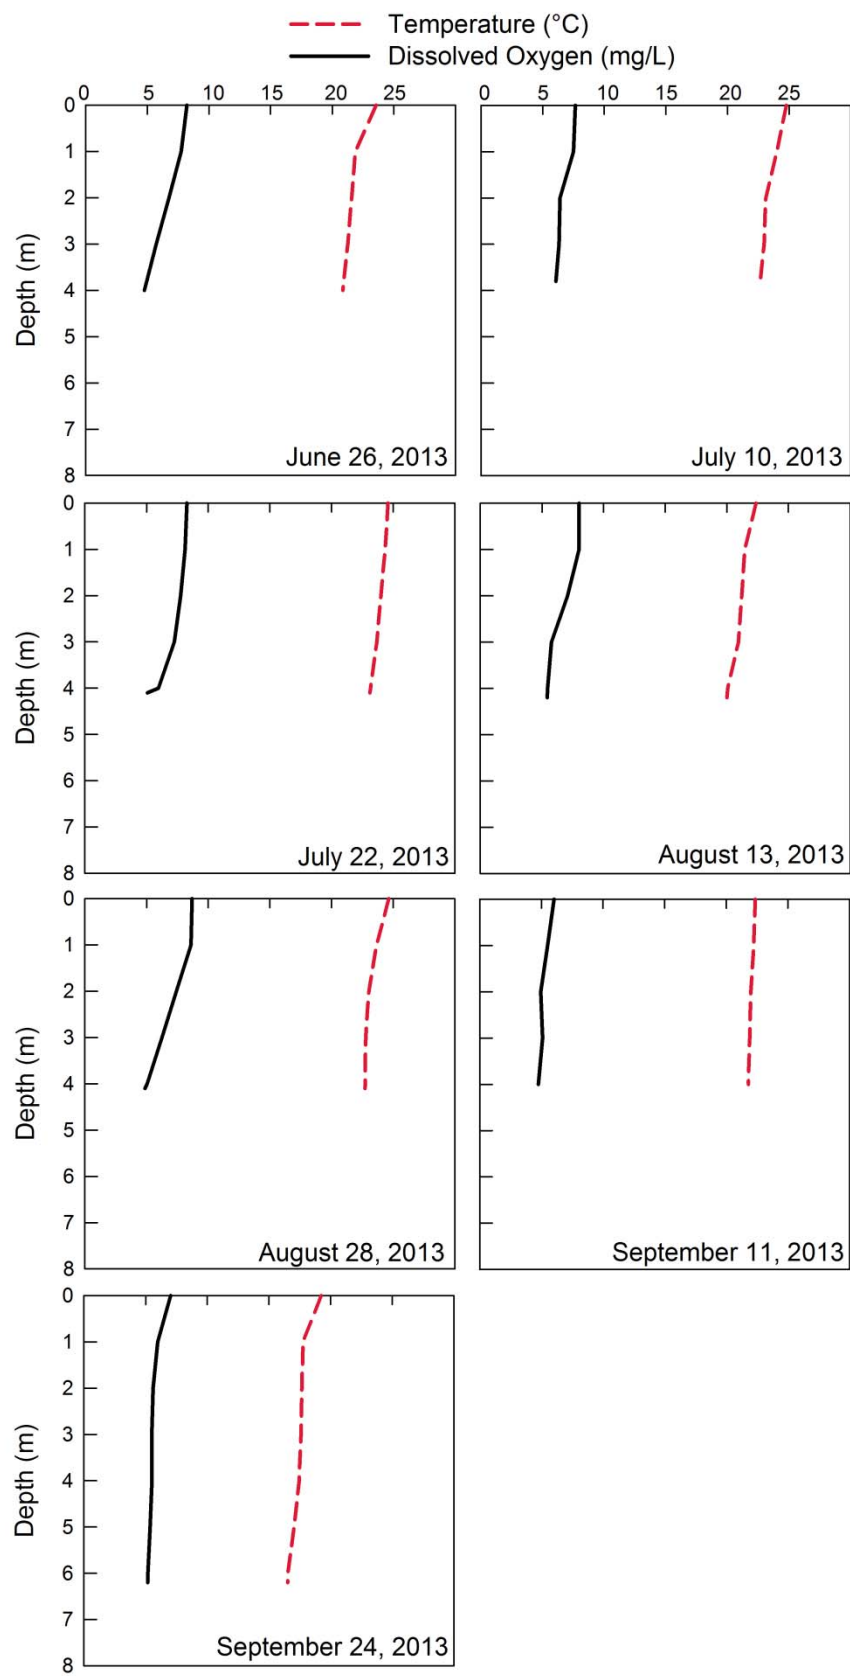 Temperature (°C)
Dissolved Oxygen (mg/L)
0 5 10 15 20 25
0 5 10 15 20 25
0
1
2
3
4
5
6
7
8
Depth (m)
June 26, 2013
July 10, 2013
0
1
2
3
4
5
6
7
8
Depth (m)
July 22, 2013
August 13, 2013
0
1
2
3
4
5
6
7
8
Depth (m)
August 28, 2013
September 11, 2013
0
1
2
3
4
5
6
7
8
Depth (m)
September 24, 2013